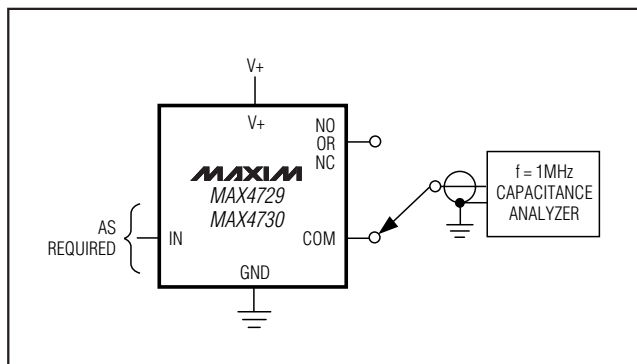 V+
V+
NO
OR
NC
MAXIM
MAX4729
MAX4730
AS
REQUIRED
IN
COM
GND
f = 1MHz
CAPACITANCE
ANALYZER